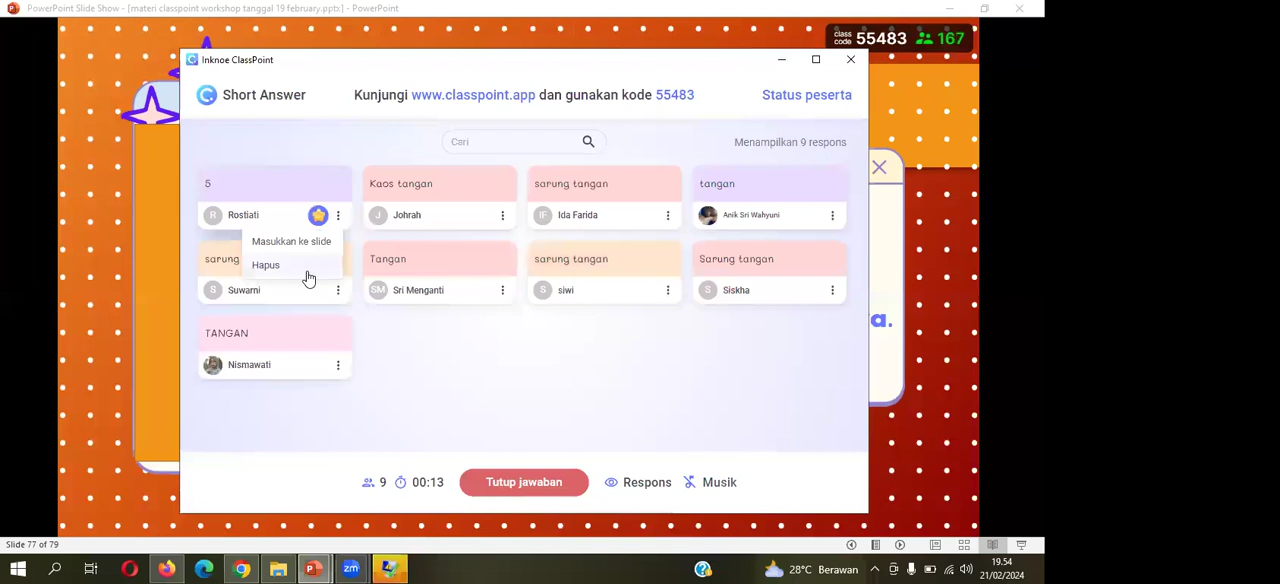 PowerPoint Slide Show - [materi classpoint workshop tanggal 19 february.pptx] - PowerPoint
class code 55483 167
Inknoe ClassPoint
Short Answer
Kunjungi www.classpoint.app dan gunakan kode 55483
Status peserta
Cari
Menampilkan 9 respons
5
Kaos tangan
sarung tangan
tangan
R Rostiati
J Johrah
IF Ida Farida
Anik Sri Wahyuni
Masukkan ke slide
Hapus
sarung
Tangan
sarung tangan
Sarung tangan
S Suwarni
SM Sri Menganti
S siwi
S Siskha
TANGAN
Nismawati
a.
9 00:13 Tutup jawaban Respons Musik
Slide 77 of 79
zm
28°C Berawan
19.54
21/02/2024